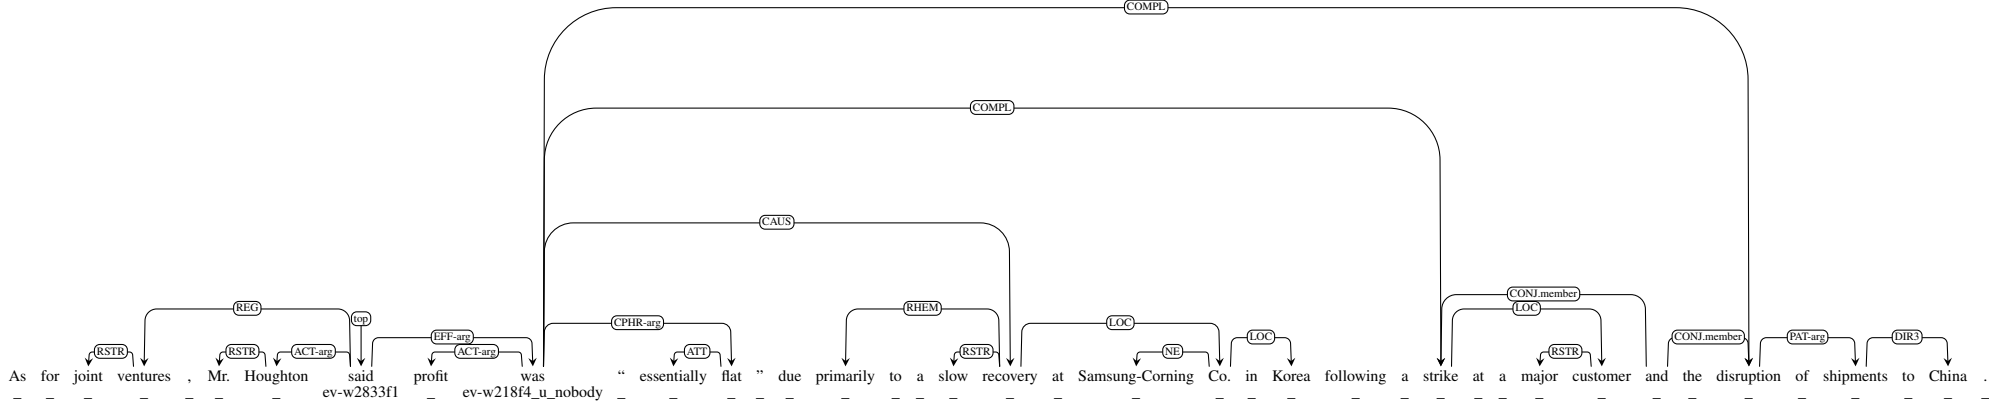 COMPL
COMPL
CAUS
CONJ.member
REG RHEM LOC
top
CPHR-arg LOC
EFF-arg LOC CONJ.member PAT-arg DIR3
RSTR RSTR ACT-arg ACT-arg ATT RSTR NE RSTR
As for joint ventures , Mr. Houghton said profit was “ essentially flat ” due primarily to a slow recovery at Samsung-Corning Co. in Korea following a strike at a major customer and the disruption of shipments to China .
_ _ _ _ _ _ _ ev-w2833f1 _ ev-w218f4_u_nobody _ _ _ _ _ _ _ _ _ _ _ _ _ _ _ _ _ _ _ _ _ _ _ _ _ _ _ _ _ _